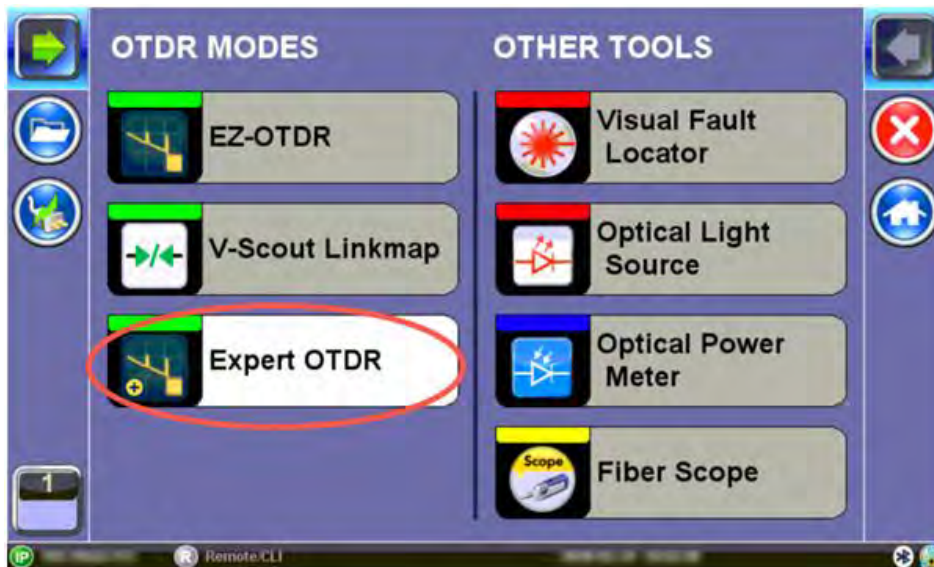 OTDR MODES
EZ-OTDR
V-Scout Linkmap
Expert OTDR
OTHER TOOLS
Visual Fault
Locator
Optical Light
Source
Optical Power
Meter
Scope
Fiber Scope
1
IP
R Remote/CLI